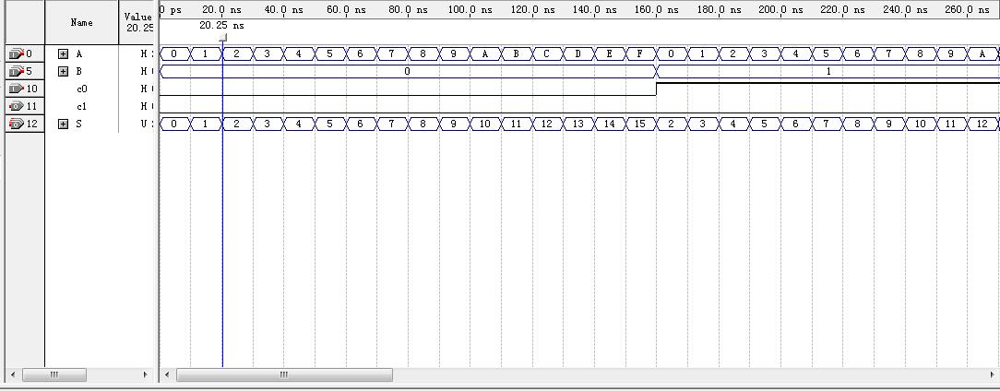 Name
Value
20.25
0 ps 20.0 ns 40.0 ns 60.0 ns 80.0 ns 100.0 ns 120.0 ns 140.0 ns 160.0 ns 180.0 ns 200.0 ns 220.0 ns 240.0 ns 260.0 ns
20.25 ns
0 A H 0 1 2 3 4 5 6 7 8 9 A B C D E F 0 1 2 3 4 5 6 7 8 9 A
5 B H 0 1
10 c0 H
11 c1 H
12 S U 0 1 2 3 4 5 6 7 8 9 10 11 12 13 14 15 2 3 4 5 6 7 8 9 10 11 12